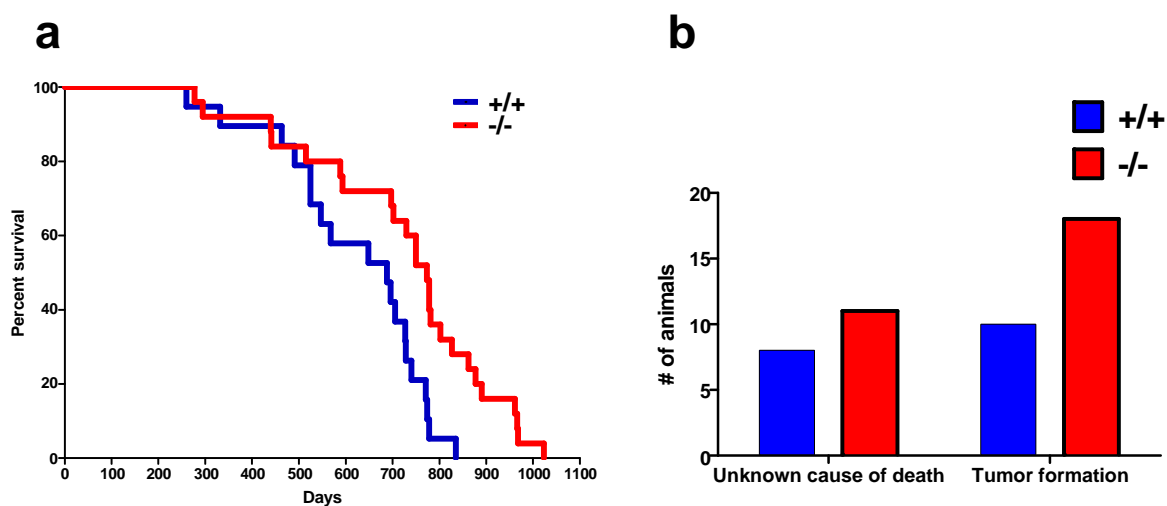 a
100
80
60
40
20
0
Percent survival
0 100 200 300 400 500 600 700 800 900 1000 1100
Days
+/+
-/-
b
+/+
-/-
20
15
10
5
0
# of animals
Unknown cause of death Tumor formation